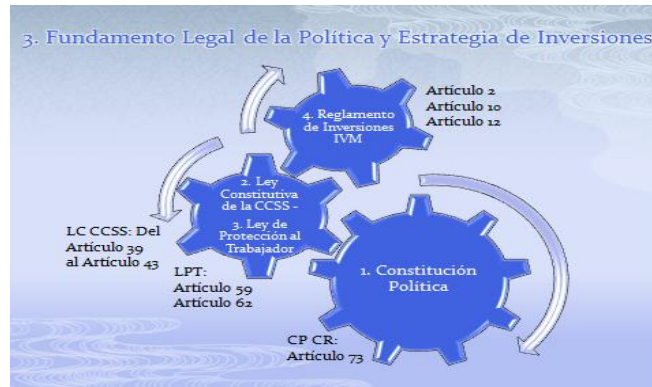 3. Fundamento Legal de la Política y Estrategia de Inversiones
4. Reglamento
de Inversiones
IVM
Artículo 2
Artículo 10
Artículo 12
2. Ley
Constitutiva
de la CCSS -
3. Ley de
Protección al
Trabajador
LC CCSS: Del
Artículo 39
al Artículo 43
LPT:
Artículo 59
Artículo 62
1. Constitución
Política
CP CR:
Artículo 73